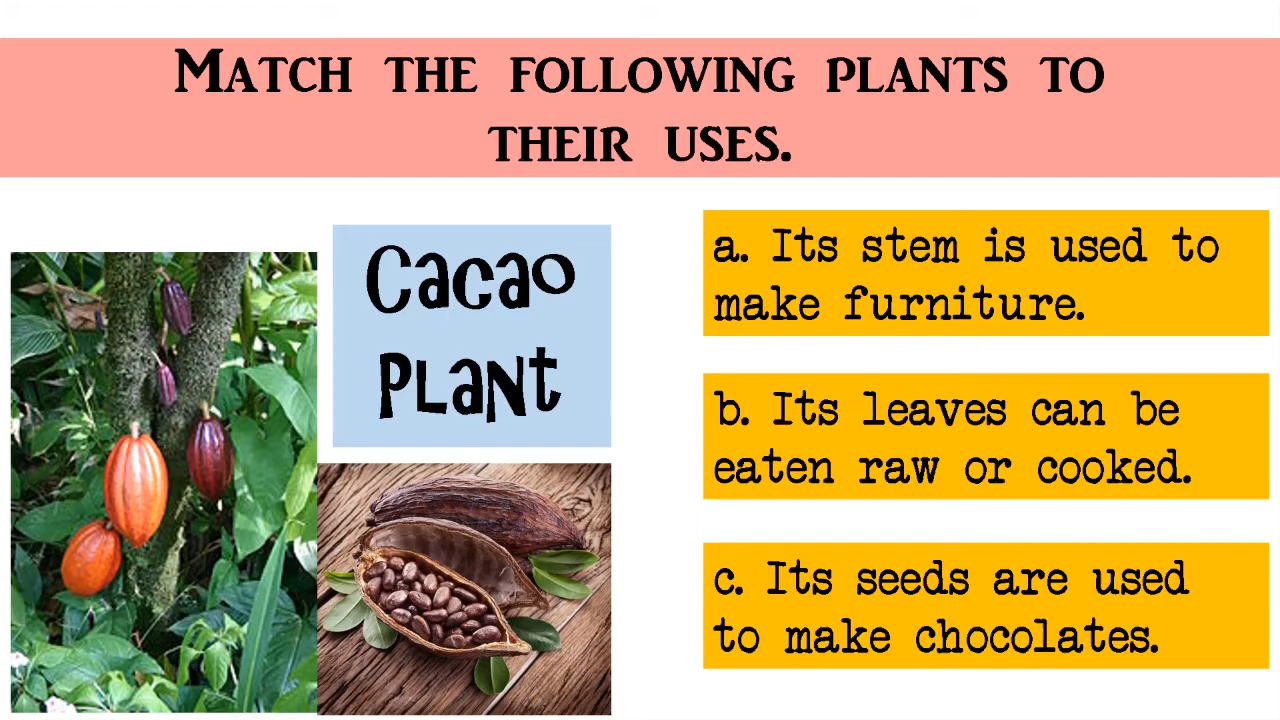 Match the following plants to
their uses.
Cacao
plant
a. Its stem is used to
make furniture.
b. Its leaves can be
eaten raw or cooked.
c. Its seeds are used
to make chocolates.